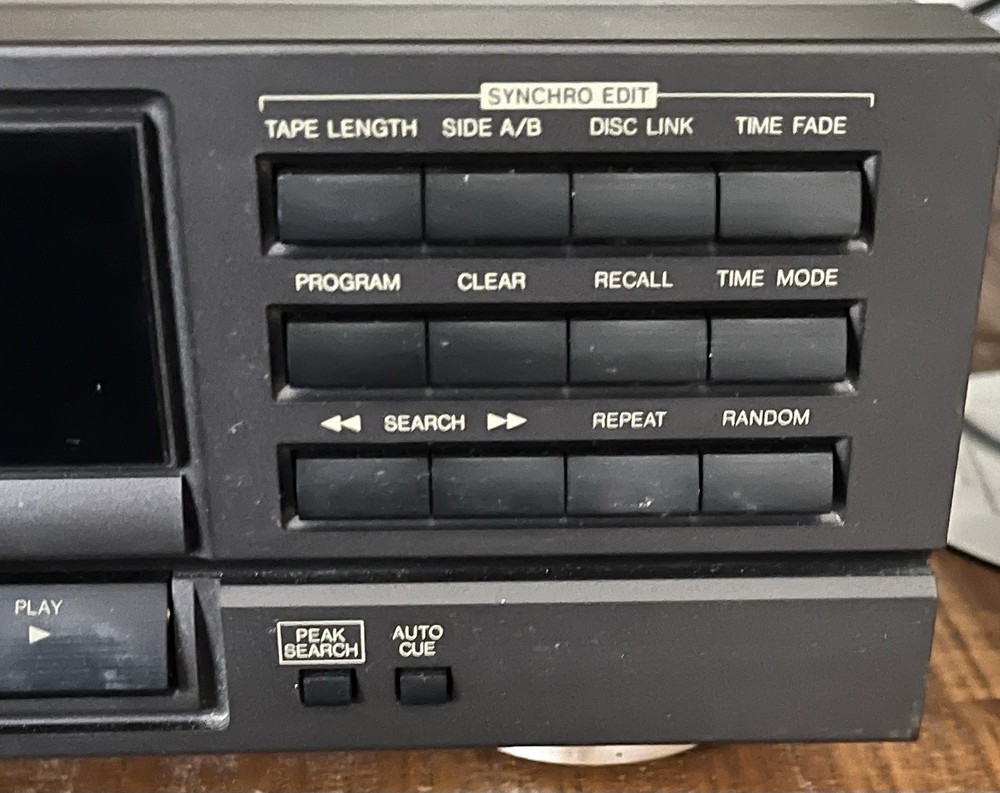 SYNCHRO EDIT
TAPE LENGTH SIDE A/B DISC LINK TIME FADE
PROGRAM CLEAR RECALL TIME MODE
◀◀ SEARCH ▶▶ REPEAT RANDOM
PLAY
▶
PEAK
SEARCH
AUTO
CUE